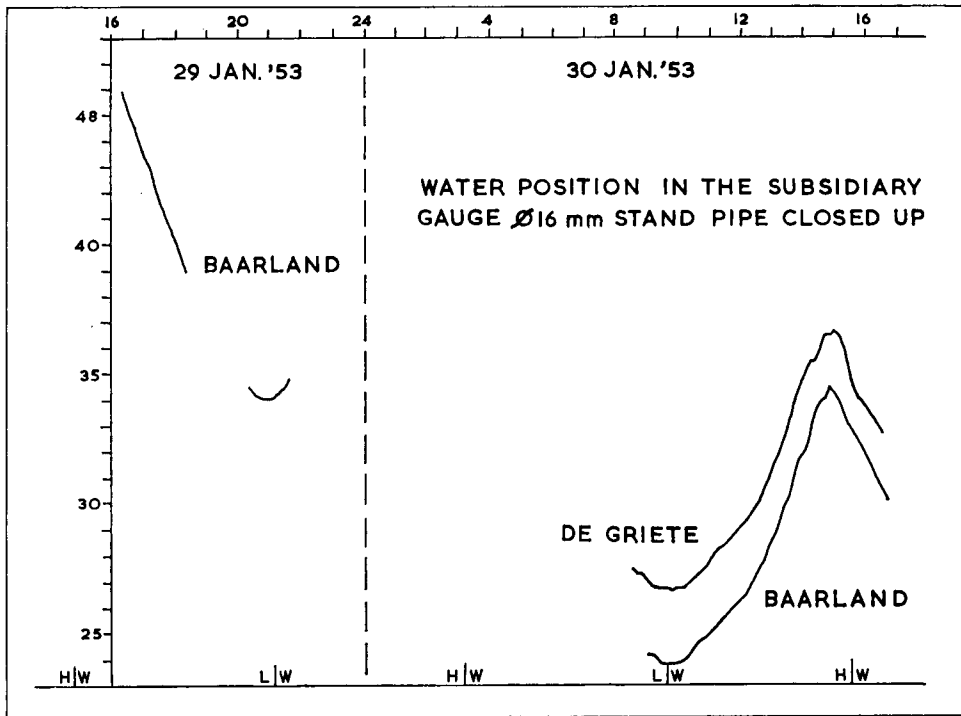 16 20 24 4 8 12 16
29 JAN. '53 30 JAN. '53
48
WATER POSITION IN THE SUBSIDIARY
GAUGE Ø16 mm STAND PIPE CLOSED UP
40
BAARLAND
35
30
DE GRIETE
BAARLAND
25
H W L W H W L W H W